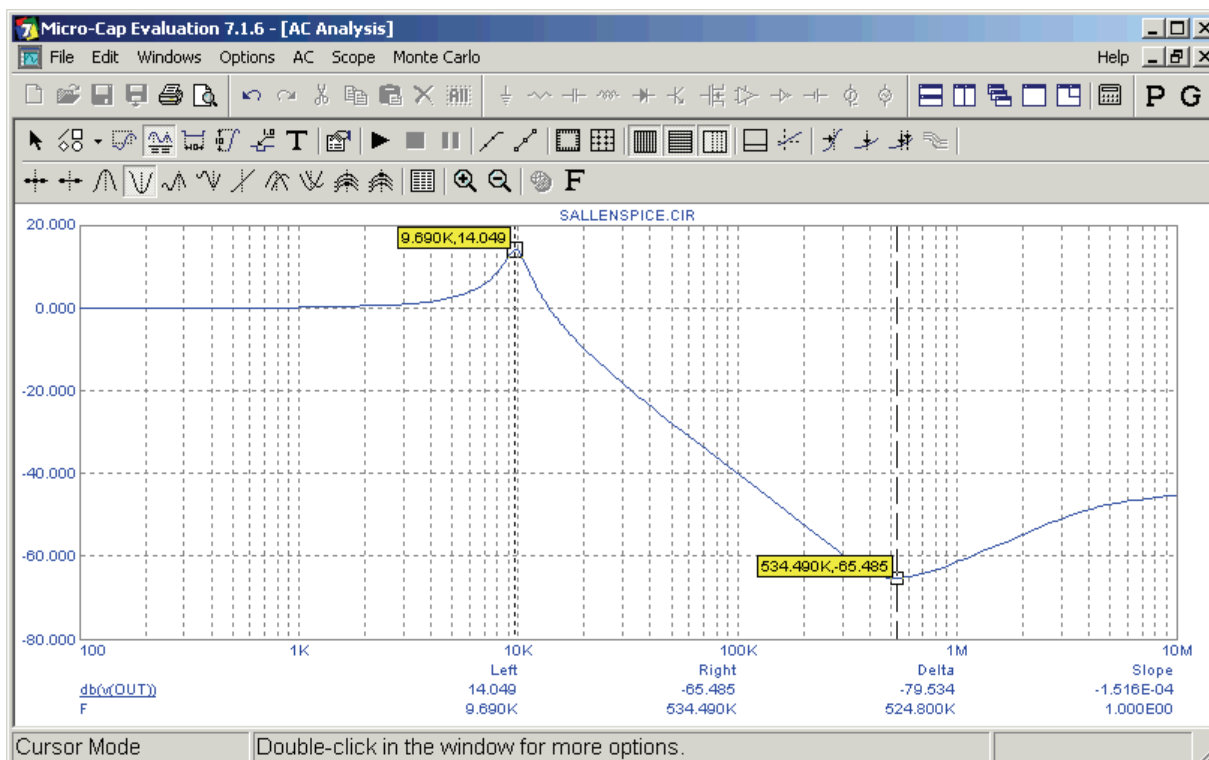 Micro-Cap Evaluation 7.1.6 - [AC Analysis]
File Edit Windows Options AC Scope Monte Carlo Help
P G
T
F
SALLENSPICE.CIR
20.000
9.690K,14.049
0.000
-20.000
-40.000
-60.000
534.490K,-65.485
-80.000
100 1K 10K 100K 1M 10M
Left Right Delta Slope
db(v(OUT)) 14.049 -65.485 -79.534 -1.516E-04
F 9.690K 534.490K 524.800K 1.000E00
Cursor Mode Double-click in the window for more options.